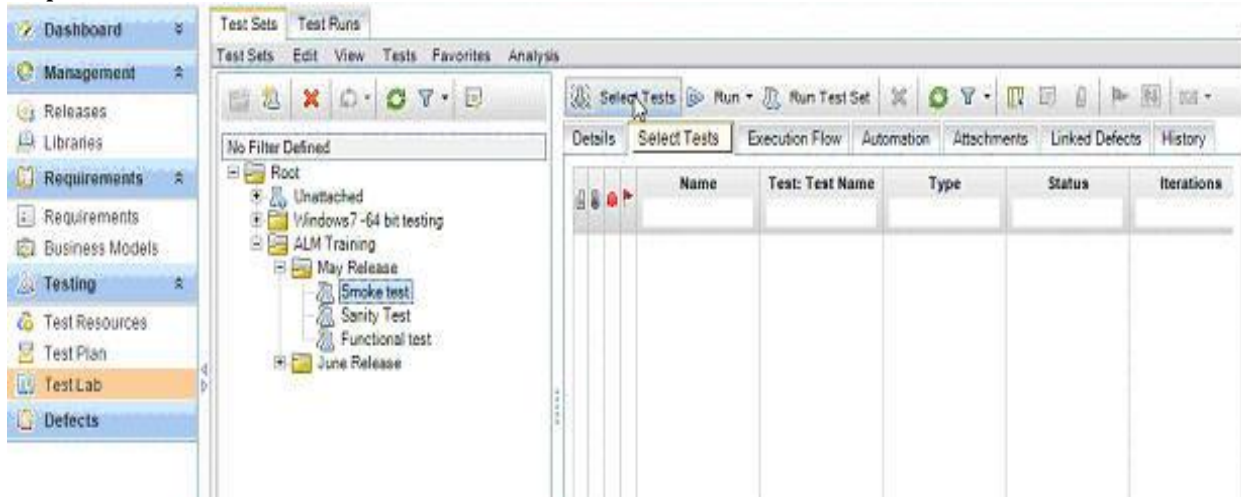 Dashboard
Management
Releases
Libraries
Requirements
Requirements
Business Models
Testing
Test Resources
Test Plan
Test Lab
Defects
Test Sets Test Runs
Test Sets Edit View Tests Favorites Analysis
No Filter Defined
Root
Unattached
Windows7 -64 bit testing
ALM Training
May Release
Smoke test
Sanity Test
Functional test
June Release
Select Tests Run Run Test Set
Details Select Tests Execution Flow Automation Attachments Linked Defects History
Name Test: Test Name Type Status Iterations